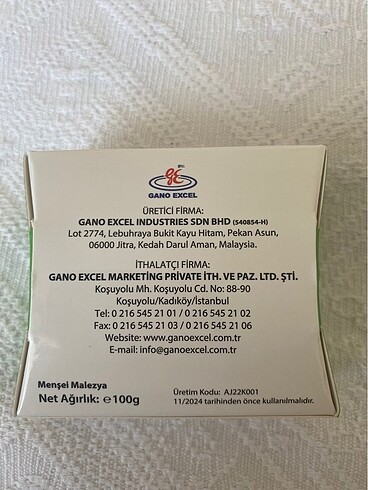 ge
GANO EXCEL
ÜRETİCİ FİRMA:
GANO EXCEL INDUSTRIES SDN BHD (540854-H)
Lot 2774, Lebuhraya Bukit Kayu Hitam, Pekan Asun,
06000 Jitra, Kedah Darul Aman, Malaysia.
İTHALATÇI FİRMA:
GANO EXCEL MARKETİNG PRİVATE İTH. VE PAZ. LTD. ŞTİ.
Koşuyolu Mh. Koşuyolu Cd. No: 88-90
Koşuyolu/Kadıköy/İstanbul
Tel: 0 216 545 21 01 / 0 216 545 21 02
Fax: 0 216 545 21 03 / 0 216 545 21 06
Website: www.ganoexcel.com.tr
E-mail: info@ganoexcel.com.tr
Menşei Malezya
Net Ağırlık: ℮100g
Üretim Kodu: AJ22K001
11/2024 tarihinden önce kullanılmalıdır.